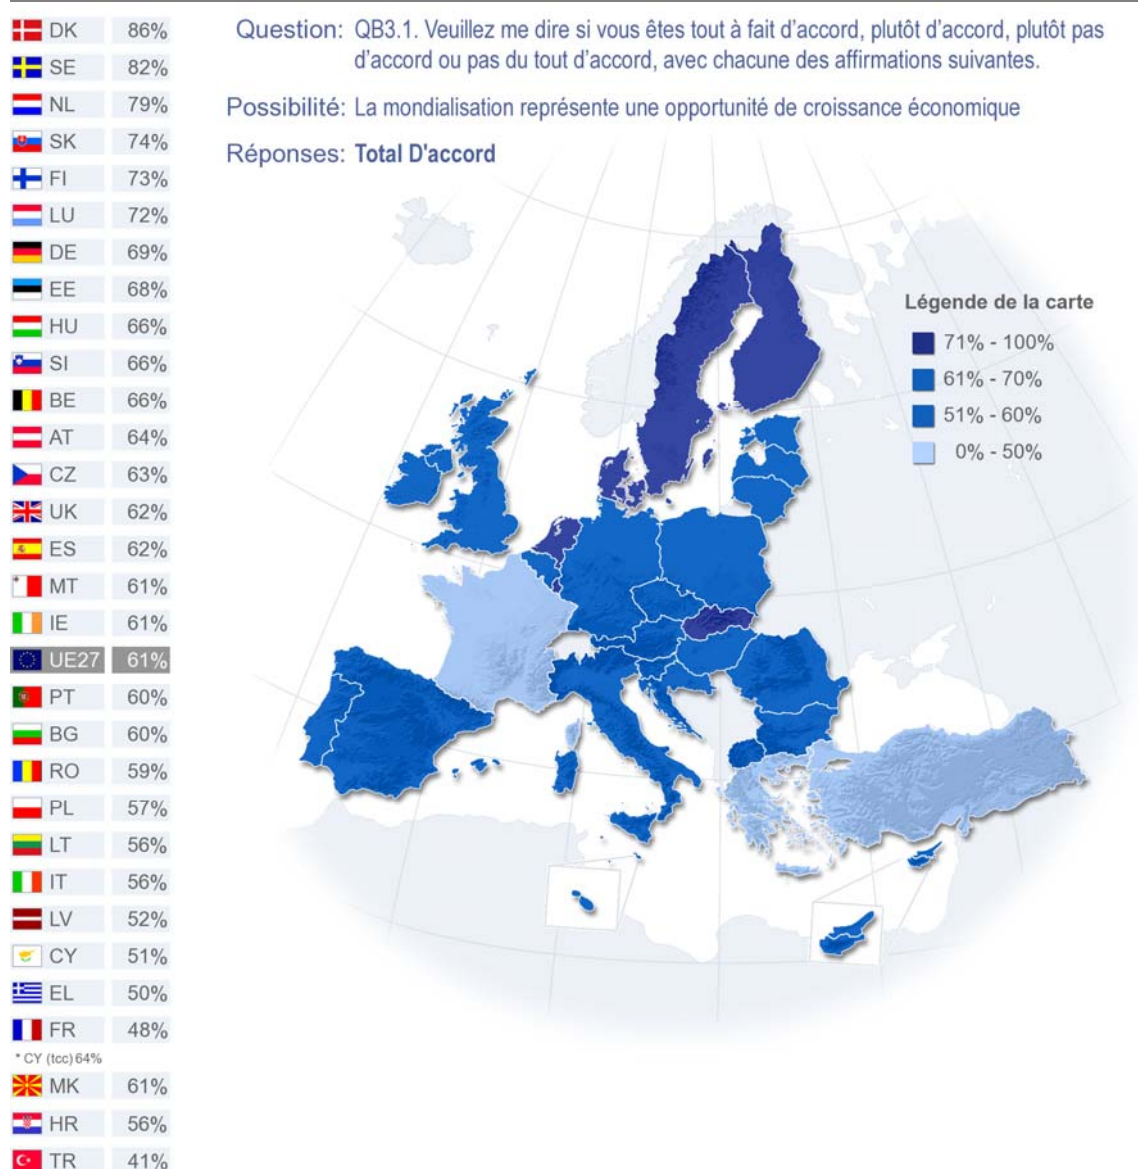 Question: QB3.1. Veuillez me dire si vous êtes tout à fait d’accord, plutôt d’accord, plutôt pas
d’accord ou pas du tout d’accord, avec chacune des affirmations suivantes.
Possibilité: La mondialisation représente une opportunité de croissance économique
Réponses: Total D'accord
DK 86%
SE 82%
NL 79%
SK 74%
FI 73%
LU 72%
DE 69%
EE 68%
HU 66%
SI 66%
BE 66%
AT 64%
CZ 63%
UK 62%
ES 62%
MT 61%
IE 61%
UE27 61%
PT 60%
BG 60%
RO 59%
PL 57%
LT 56%
IT 56%
LV 52%
CY 51%
EL 50%
FR 48%
* CY (tcc) 64%
MK 61%
HR 56%
TR 41%
Légende de la carte
71% - 100%
61% - 70%
51% - 60%
0% - 50%